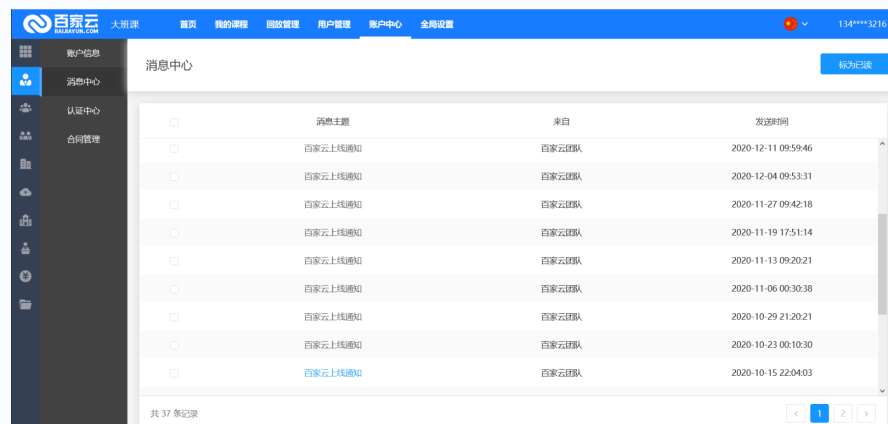 百家云 BAIJIAYUN.COM 大班课 首页 我的课程 回放管理 用户管理 账户中心 全局设置 134****3216
账户信息
消息中心
认证中心
合同管理
消息中心 标为已读
消息主题 来自 发送时间
百家云上线通知 百家云团队 2020-12-11 09:59:46
百家云上线通知 百家云团队 2020-12-04 09:53:31
百家云上线通知 百家云团队 2020-11-27 09:42:18
百家云上线通知 百家云团队 2020-11-19 17:51:14
百家云上线通知 百家云团队 2020-11-13 09:20:21
百家云上线通知 百家云团队 2020-11-06 00:30:38
百家云上线通知 百家云团队 2020-10-29 21:20:21
百家云上线通知 百家云团队 2020-10-23 00:10:30
百家云上线通知 百家云团队 2020-10-15 22:04:03
共 37 条记录 < 1 2 >